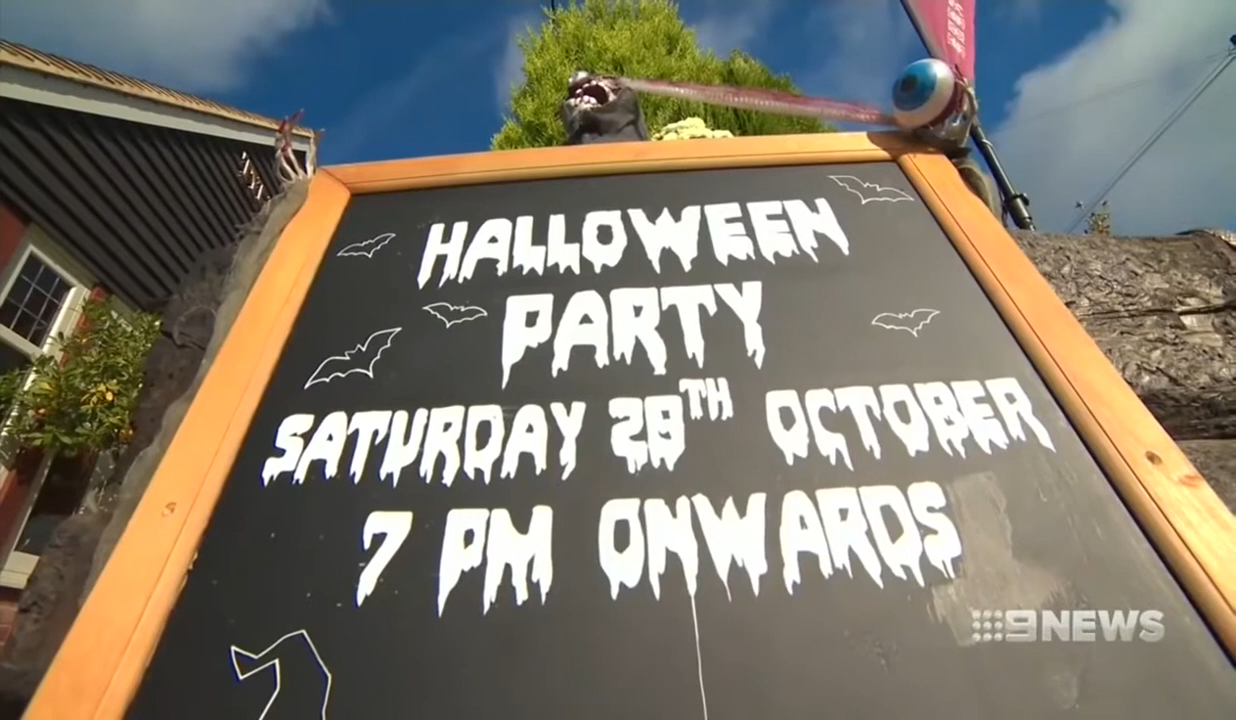 HALLOWEEN
PARTY
SATURDAY 28TH OCTOBER
7 PM ONWARDS
9NEWS